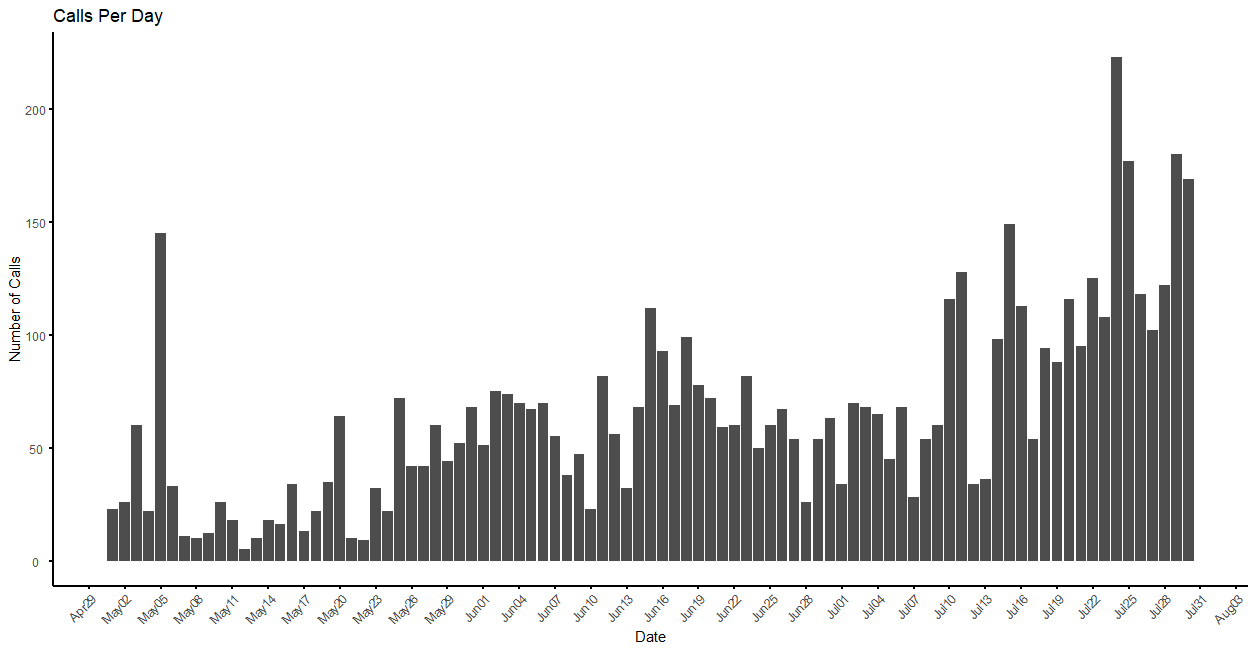 Calls Per Day
Number of Calls
200
150
100
50
0
Apr29 May02 May05 May08 May11 May14 May17 May20 May23 May26 May29 Jun01 Jun04 Jun07 Jun10 Jun13 Jun16 Jun19 Jun22 Jun25 Jun28 Jul01 Jul04 Jul07 Jul10 Jul13 Jul16 Jul19 Jul22 Jul25 Jul28 Jul31 Aug03
Date